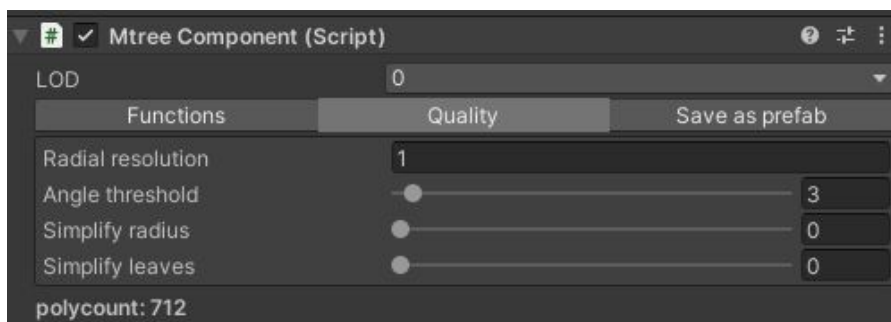 # Mtree Component (Script)
LOD 0
Functions Quality Save as prefab
Radial resolution 1
Angle threshold 3
Simplify radius 0
Simplify leaves 0
polycount: 712